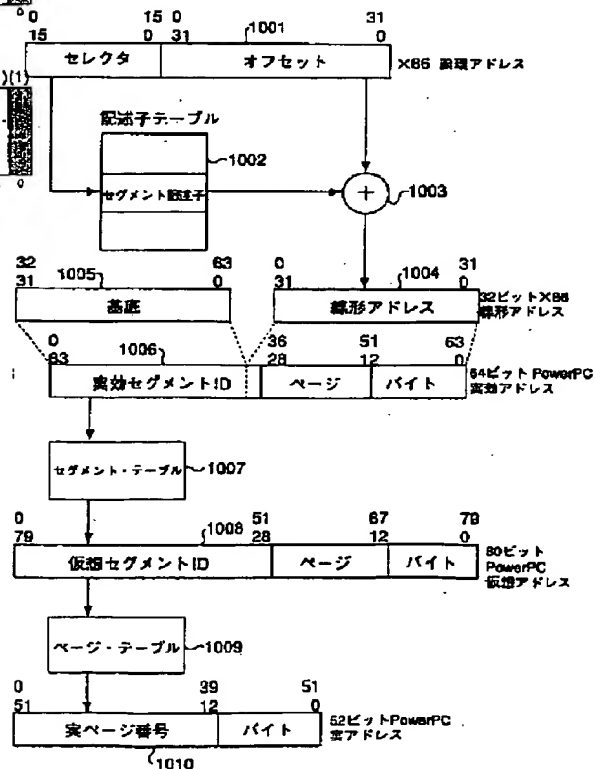 0 15 0 31
15 0 31 1001 0
セレクタ オフセット X86 論理アドレス
)(1)
記述子テーブル
1002
セグメント記述子
+
1003
32 63 0 31
31 1005 0 31 1004 0
基底 線形アドレス 32ビットX86
線形アドレス
0 36 51 63
63 1006 28 12 0
実効セグメントID ページ バイト 64ビット PowerPC
実効アドレス
セグメント・テーブル 1007
0 51 67 79
79 1008 28 12 0
仮想セグメントID ページ バイト 80ビット
PowerPC
仮想アドレス
ページ・テーブル 1009
0 39 51
51 12 0
実ページ番号 バイト 52ビットPowerPC
実アドレス
1010